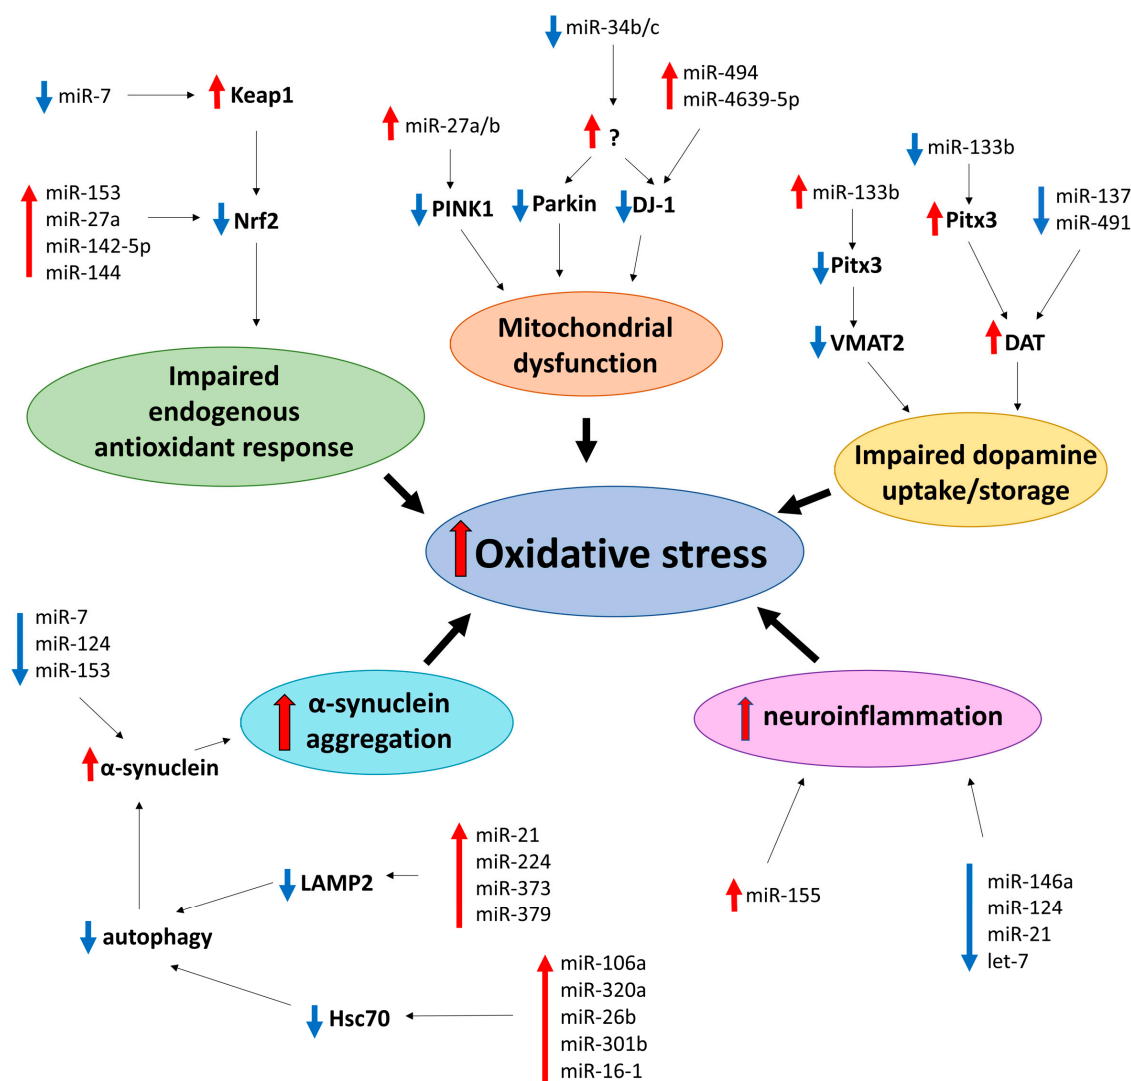 miR-34b/c
miR-7
Keap1
miR-494
miR-4639-5p
miR-27a/b
?
miR-133b
miR-153
miR-27a
miR-142-5p
miR-144
Nrf2
PINK1
Parkin
DJ-1
miR-133b
Pitx3
miR-137
miR-491
Pitx3
VMAT2
DAT
Mitochondrial
dysfunction
Impaired
endogenous
antioxidant response
Impaired dopamine
uptake/storage
Oxidative stress
miR-7
miR-124
miR-153
α-synuclein
aggregation
neuroinflammation
α-synuclein
miR-21
miR-224
miR-373
miR-379
LAMP2
miR-155
miR-146a
miR-124
miR-21
let-7
autophagy
miR-106a
miR-320a
miR-26b
miR-301b
miR-16-1
Hsc70